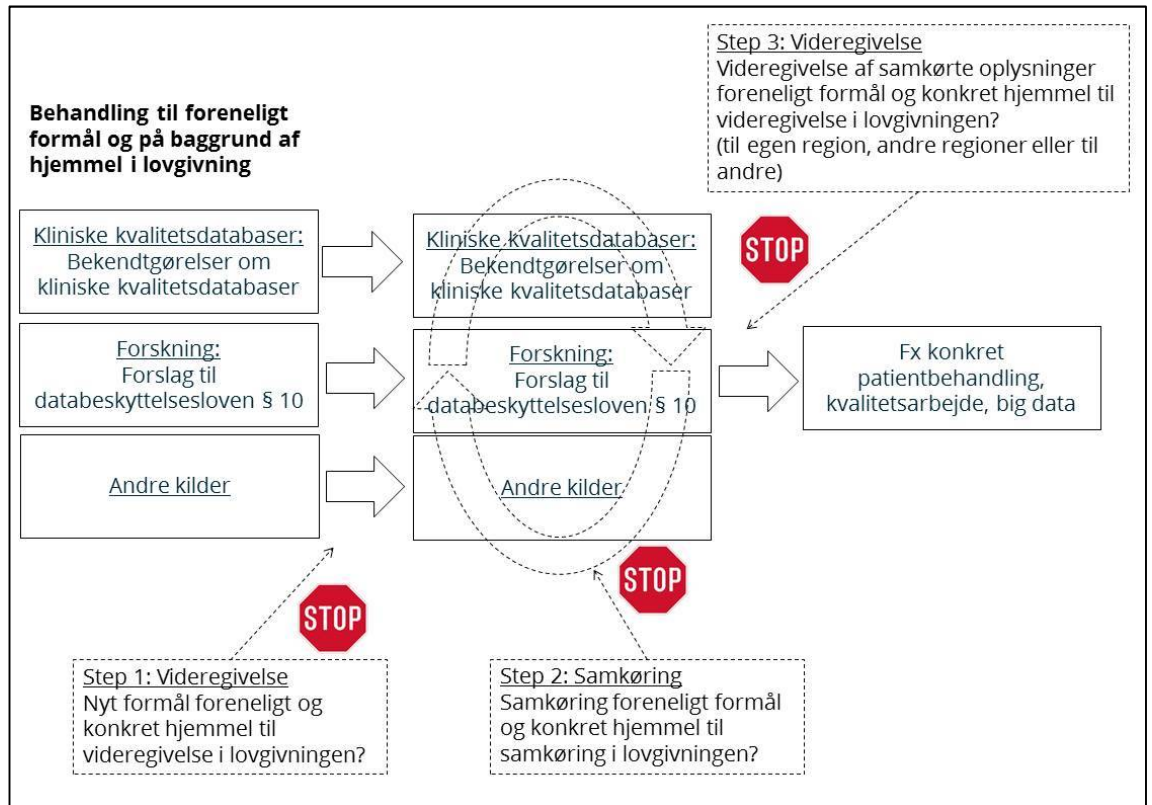 Step 3: Videregivelse
Videregivelse af samkørte oplysninger
foreneligt formål og konkret hjemmel til
videregivelse i lovgivningen?
(til egen region, andre regioner eller til
andre)
Behandling til foreneligt
formål og på baggrund af
hjemmel i lovgivning
Kliniske kvalitetsdatabaser:
Bekendtgørelser om
kliniske kvalitetsdatabaser
Kliniske kvalitetsdatabaser:
Bekendtgørelser om
kliniske kvalitetsdatabaser
STOP
Forskning:
Forslag til
databeskyttelsesloven § 10
Forskning:
Forslag til
databeskyttelsesloven § 10
Fx konkret
patientbehandling,
kvalitetsarbejde, big data
Andre kilder
Andre kilder
STOP
STOP
Step 1: Videregivelse
Nyt formål foreneligt og
konkret hjemmel til
videregivelse i lovgivningen?
Step 2: Samkøring
Samkøring foreneligt formål
og konkret hjemmel til
samkøring i lovgivningen?